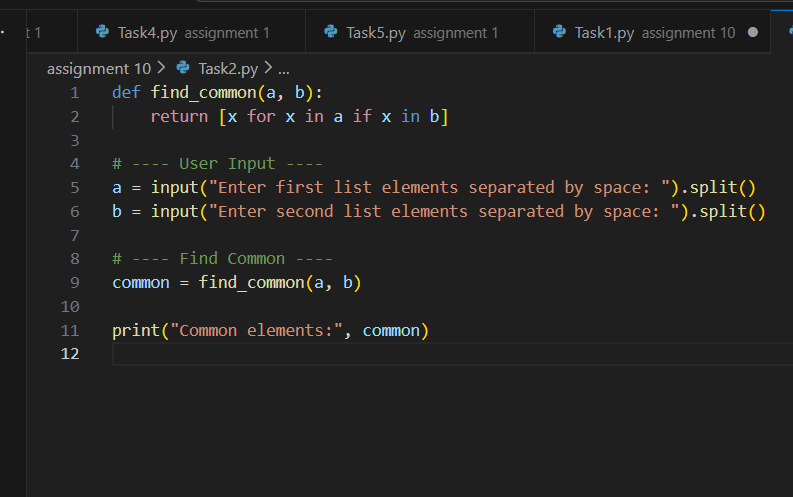 t 1 Task4.py assignment 1 Task5.py assignment 1 Task1.py assignment 10
assignment 10 > Task2.py > ...
1 def find_common(a, b):
2     return [x for x in a if x in b]
3
4 # ---- User Input ----
5 a = input("Enter first list elements separated by space: ").split()
6 b = input("Enter second list elements separated by space: ").split()
7
8 # ---- Find Common ----
9 common = find_common(a, b)
10
11 print("Common elements:", common)
12